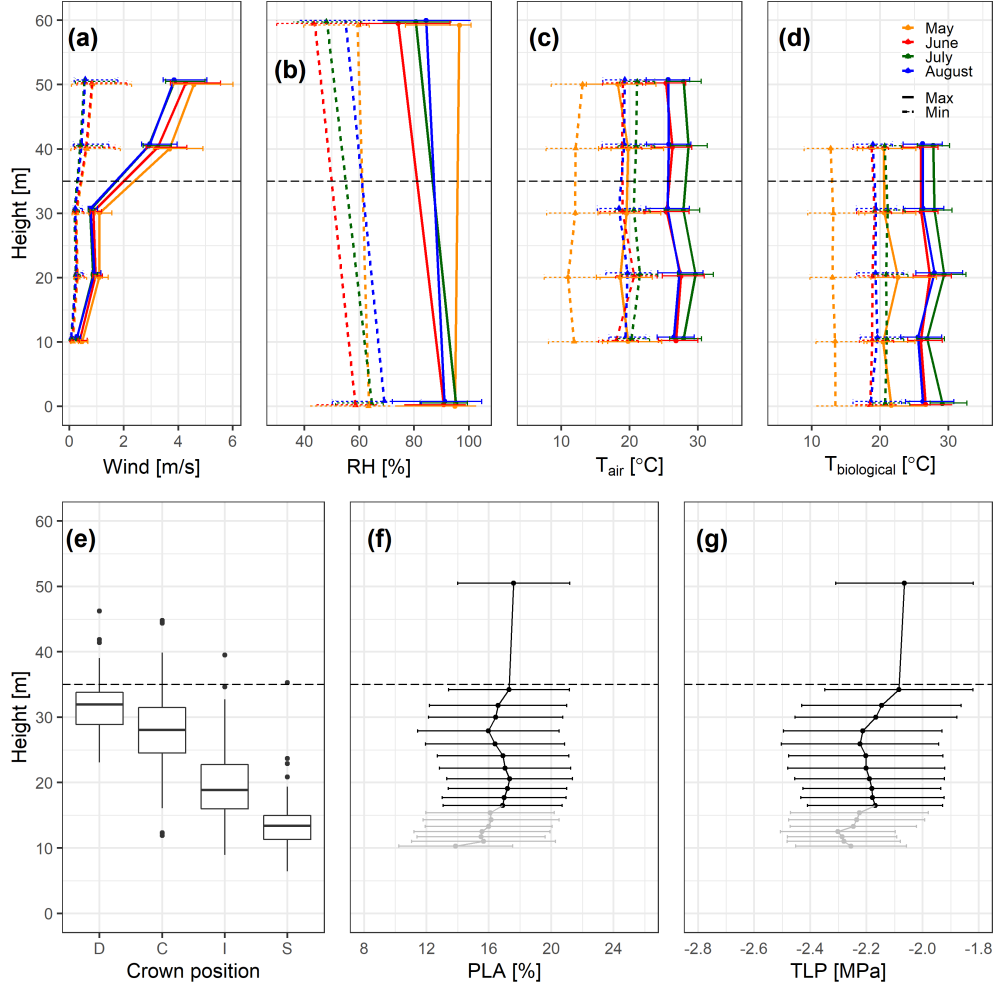 (a)
(b)
(c)
(d)
May
June
July
August
Max
Min
Height [m]
60
50
40
30
20
10
0
0 2 4 6
40 60 80 100
10 20 30
10 20 30
Wind [m/s]
RH [%]
Tair [°C]
Tbiological [°C]
(e)
(f)
(g)
Height [m]
60
50
40
30
20
10
0
D C I S
8 12 16 20 24
-2.8 -2.6 -2.4 -2.2 -2.0 -1.8
Crown position
PLA [%]
TLP [MPa]